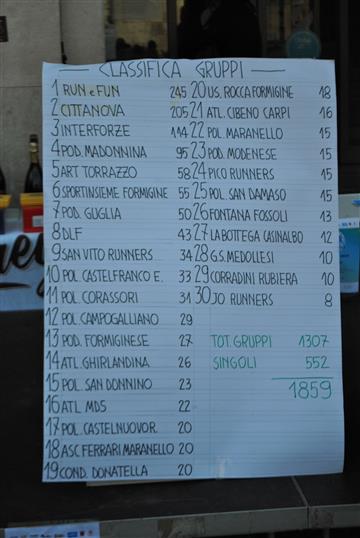 CLASSIFICA GRUPPI
1 RUN e FUN 245
2 CITTANOVA 205
3 INTERFORZE 144
4 POD. MADONNINA 95
5 ART TORRAZZO 58
6 SPORTINSIEME FORMIGINE 55
7 POD. GUGLIA 50
8 DLF 43
9 SAN VITO RUNNERS 34
10 POL. CASTELFRANCO E. 33
11 POL. CORASSORI 31
12 POL. CAMPOGALLIANO 29
13 POD. FORMIGINESE 27
14 ATL. GHIRLANDINA 26
15 POL. SAN DONNINO 23
16 ATL. MDS 22
17 POL. CASTELNUOVO R. 20
18 ASC FERRARI MARANELLO 20
19 COND. DONATELLA 20
20 US. ROCCA FORMIGINE 18
21 ATL. CIBENO CARPI 16
22 POL. MARANELLO 15
23 POD. MODENESE 15
24 PICO RUNNERS 15
25 POL. SAN DAMASO 15
26 FONTANA FOSSOLI 13
27 LA BOTTEGA CASINALBO 12
28 G.S. MEDOLLESI 10
29 CORRADINI RUBIERA 10
30 JO RUNNERS 8
TOT. GRUPPI 1307
SINGOLI 552
1859